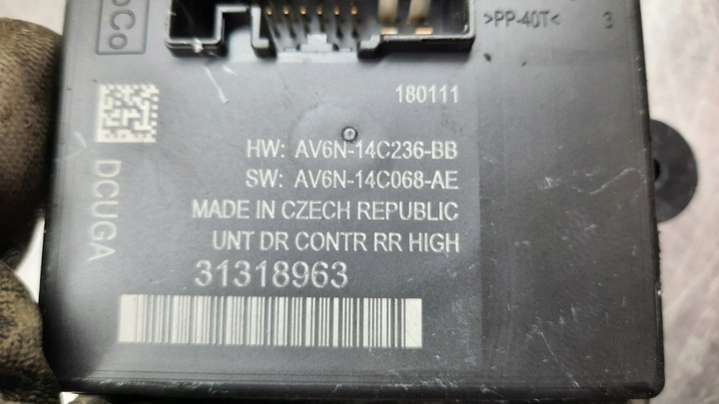 >PP-40T< 3
180111
HW: AV6N-14C236-BB
SW: AV6N-14C068-AE
MADE IN CZECH REPUBLIC
UNT DR CONTR RR HIGH
31318963
DCUGA